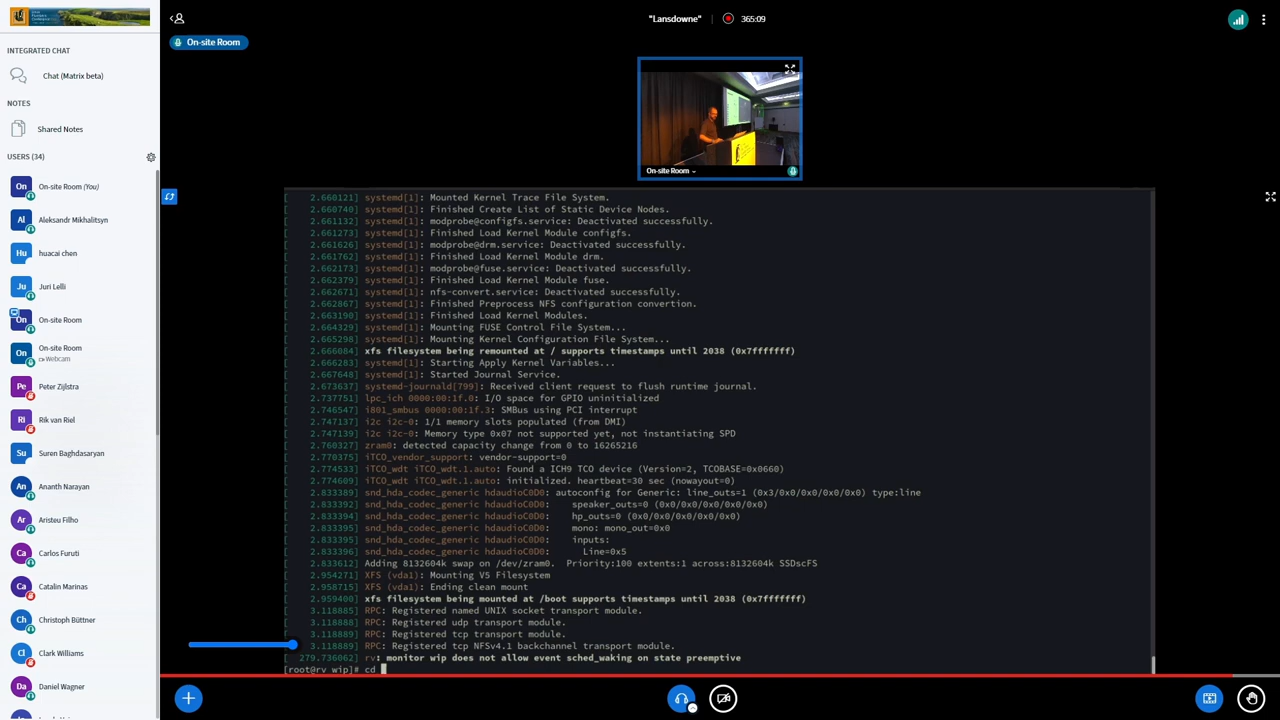 "Lansdowne"
365:09
On-site Room
INTEGRATED CHAT
Chat (Matrix beta)
NOTES
Shared Notes
USERS (34)
On On-site Room (You)
Al Aleksandr Mikhalitsyn
Hu huacai chen
Ju Juri Lelli
On On-site Room
On On-site Room
Webcam
Pe Peter Zijlstra
Ri Rik van Riel
Su Suren Baghdasaryan
An Ananth Narayan
Ar Aristeu Filho
Ca Carlos Furuti
Ca Catalin Marinas
Ch Christoph Büttner
Cl Clark Williams
Da Daniel Wagner
On-site Room
[ 2.660121] systemd[1]: Mounted Kernel Trace File System.
[ 2.660740] systemd[1]: Finished Create List of Static Device Nodes.
[ 2.661132] systemd[1]: modprobe@configfs.service: Deactivated successfully.
[ 2.661273] systemd[1]: Finished Load Kernel Module configfs.
[ 2.661626] systemd[1]: modprobe@drm.service: Deactivated successfully.
[ 2.661762] systemd[1]: Finished Load Kernel Module drm.
[ 2.662173] systemd[1]: modprobe@fuse.service: Deactivated successfully.
[ 2.662379] systemd[1]: Finished Load Kernel Module fuse.
[ 2.662671] systemd[1]: nfs-convert.service: Deactivated successfully.
[ 2.662867] systemd[1]: Finished Preprocess NFS configuration convertion.
[ 2.663190] systemd[1]: Finished Load Kernel Modules.
[ 2.664329] systemd[1]: Mounting FUSE Control File System...
[ 2.665298] systemd[1]: Mounting Kernel Configuration File System...
[ 2.666084] xfs filesystem being remounted at / supports timestamps until 2038 (0x7fffffff)
[ 2.666283] systemd[1]: Starting Apply Kernel Variables...
[ 2.667648] systemd[1]: Started Journal Service.
[ 2.673637] systemd-journald[799]: Received client request to flush runtime journal.
[ 2.737751] lpc_ich 0000:00:1f.0: I/O space for GPIO uninitialized
[ 2.746547] i801_smbus 0000:00:1f.3: SMBus using PCI interrupt
[ 2.747137] i2c i2c-0: 1/1 memory slots populated (from DMI)
[ 2.747139] i2c i2c-0: Memory type 0x07 not supported yet, not instantiating SPD
[ 2.760327] zram0: detected capacity change from 0 to 16265216
[ 2.770375] iTCO_vendor_support: vendor-support=0
[ 2.774533] iTCO_wdt iTCO_wdt.1.auto: Found a ICH9 TCO device (Version=2, TCOBASE=0x0660)
[ 2.774609] iTCO_wdt iTCO_wdt.1.auto: initialized. heartbeat=30 sec (nowayout=0)
[ 2.833389] snd_hda_codec_generic hdaudioC0D0: autoconfig for Generic: line_outs=1 (0x3/0x0/0x0/0x0/0x0) type:line
[ 2.833392] snd_hda_codec_generic hdaudioC0D0: speaker_outs=0 (0x0/0x0/0x0/0x0/0x0)
[ 2.833394] snd_hda_codec_generic hdaudioC0D0: hp_outs=0 (0x0/0x0/0x0/0x0/0x0)
[ 2.833395] snd_hda_codec_generic hdaudioC0D0: mono: mono_out=0x0
[ 2.833395] snd_hda_codec_generic hdaudioC0D0: inputs:
[ 2.833396] snd_hda_codec_generic hdaudioC0D0: Line=0x5
[ 2.833612] Adding 8132604k swap on /dev/zram0. Priority:100 extents:1 across:8132604k SSDscFS
[ 2.954271] XFS (vda1): Mounting V5 Filesystem
[ 2.958715] XFS (vda1): Ending clean mount
[ 2.959400] xfs filesystem being mounted at /boot supports timestamps until 2038 (0x7fffffff)
[ 3.118885] RPC: Registered named UNIX socket transport module.
[ 3.118888] RPC: Registered udp transport module.
[ 3.118889] RPC: Registered tcp transport module.
[ 3.118889] RPC: Registered tcp NFSv4.1 backchannel transport module.
[ 279.736062] rv: monitor wip does not allow event sched_waking on state preemptive
[root@rv wip]# cd